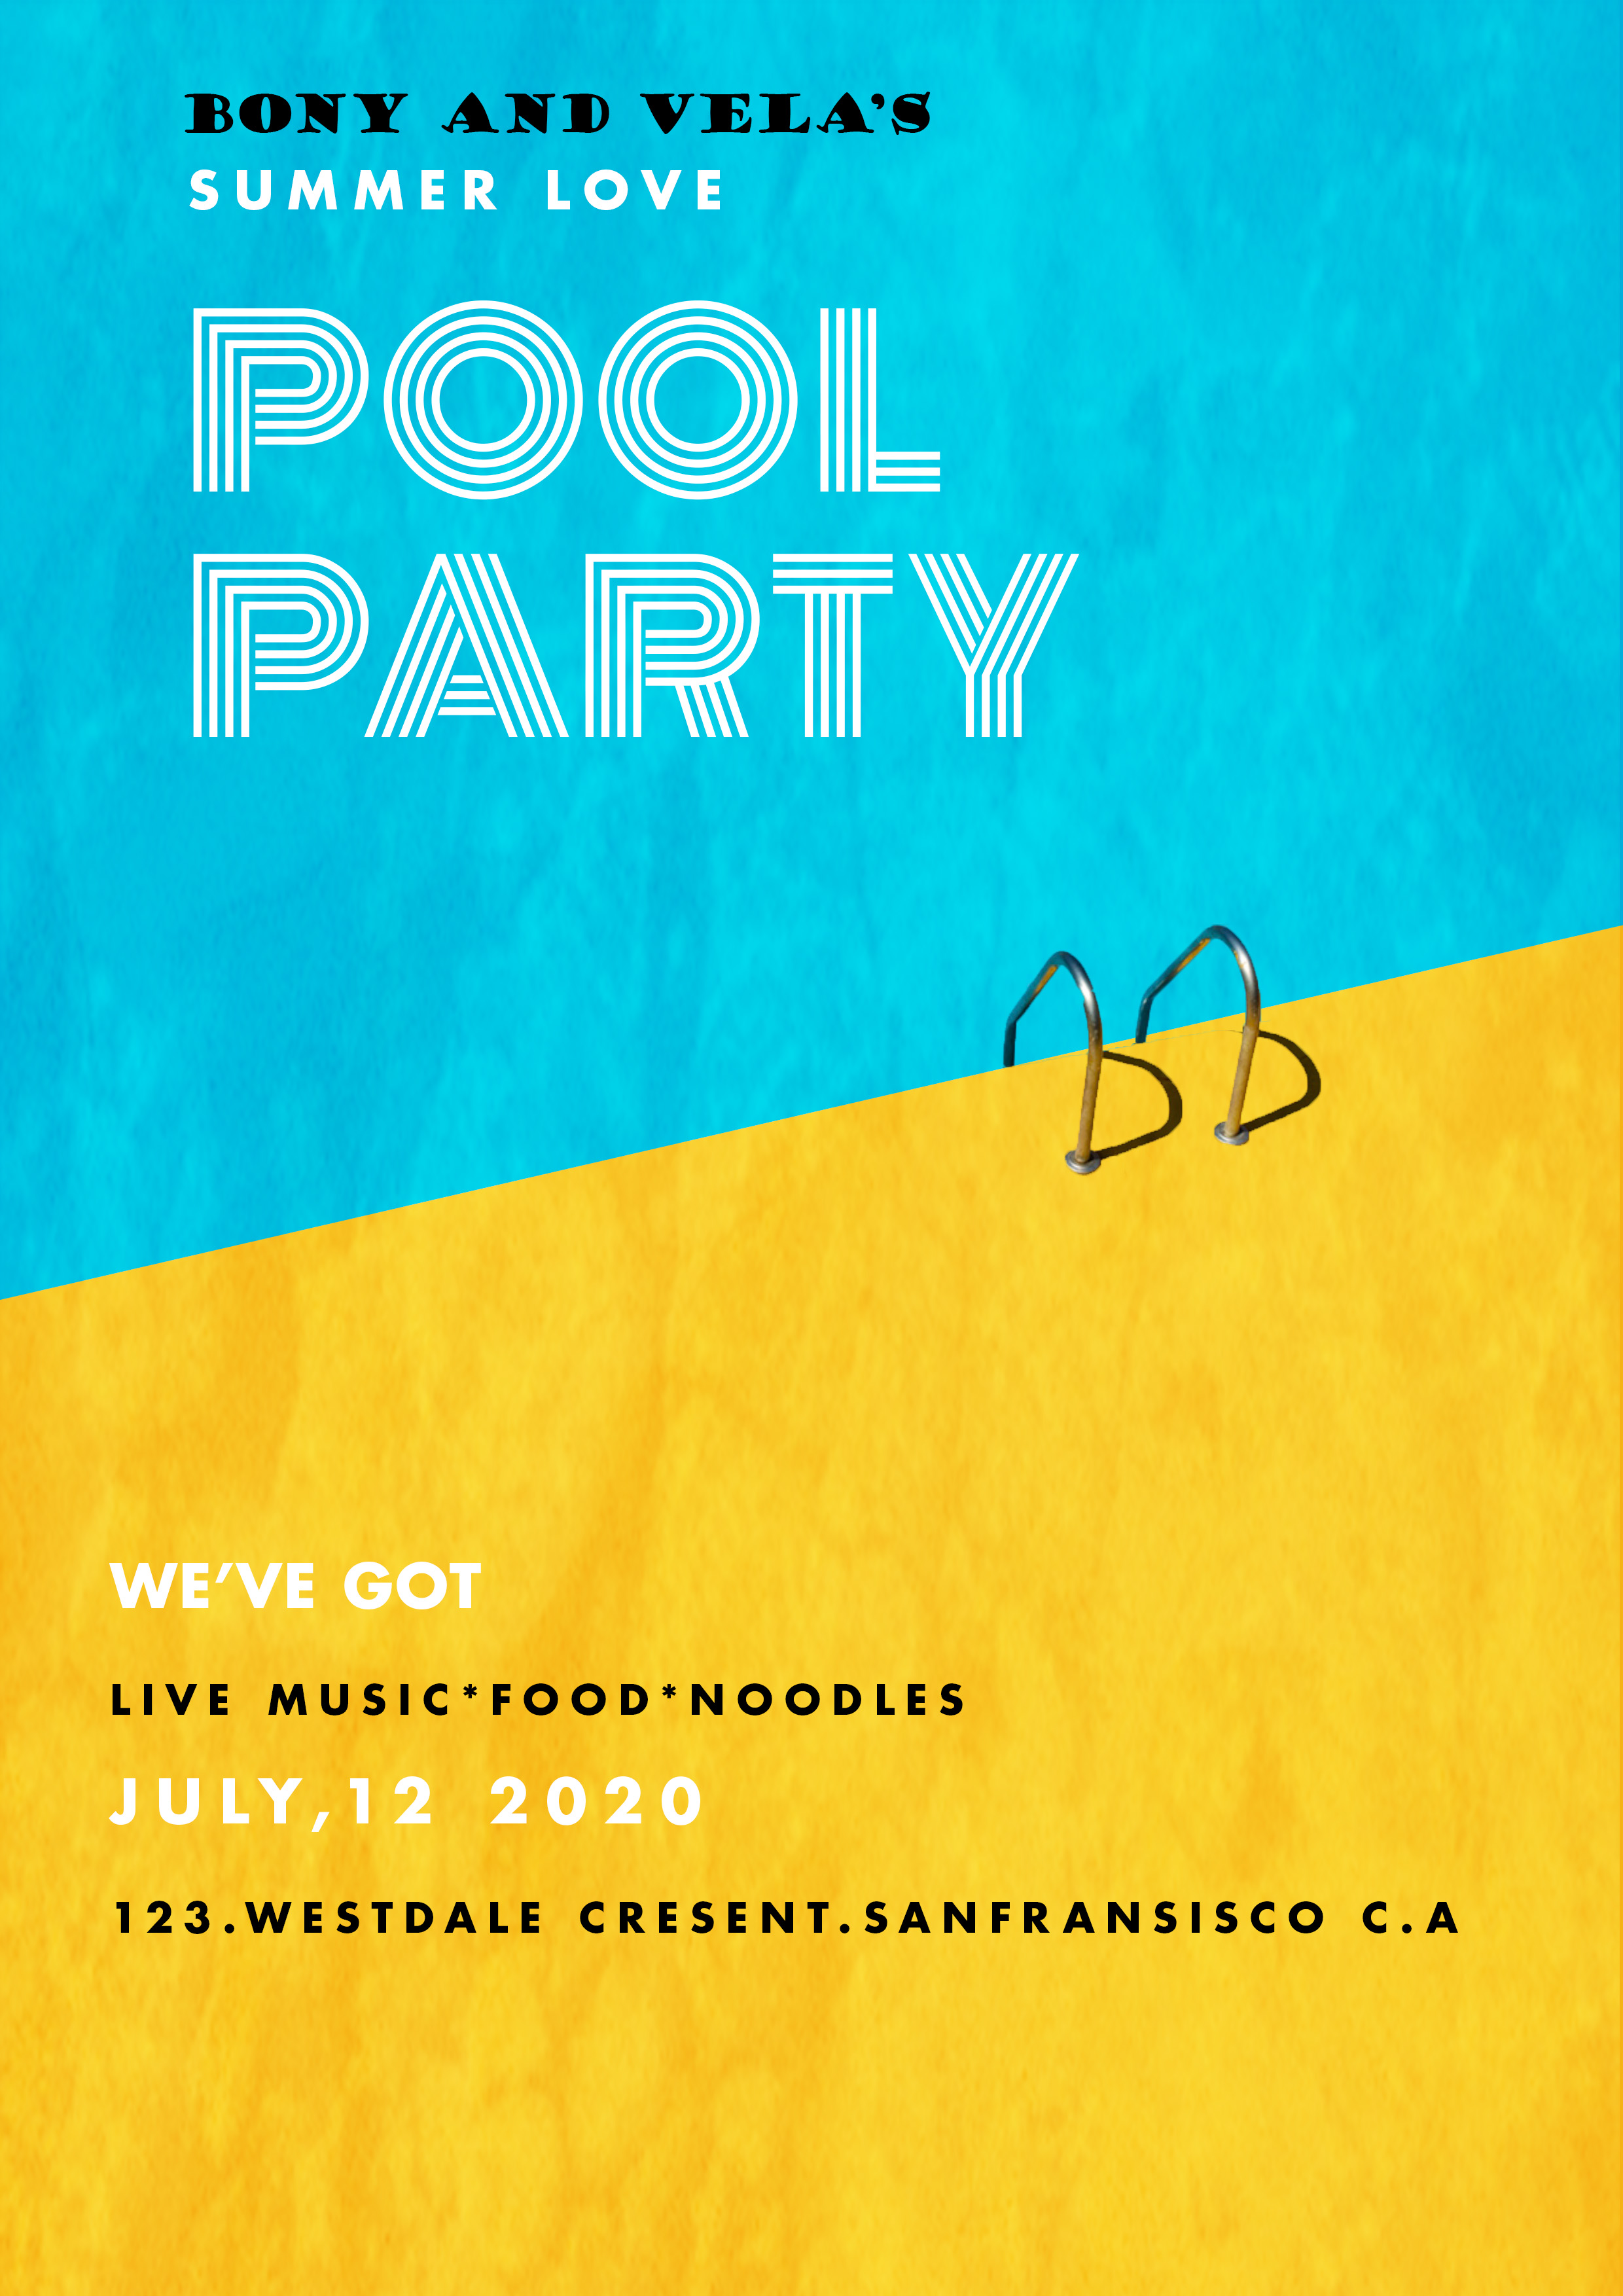 BONY AND VELA'S
SUMMER LOVE
POOL
PARTY
WE'VE GOT
LIVE MUSIC*FOOD*NOODLES
JULY,12 2020
123.WESTDALE CRESENT.SANFRANSISCO C.A